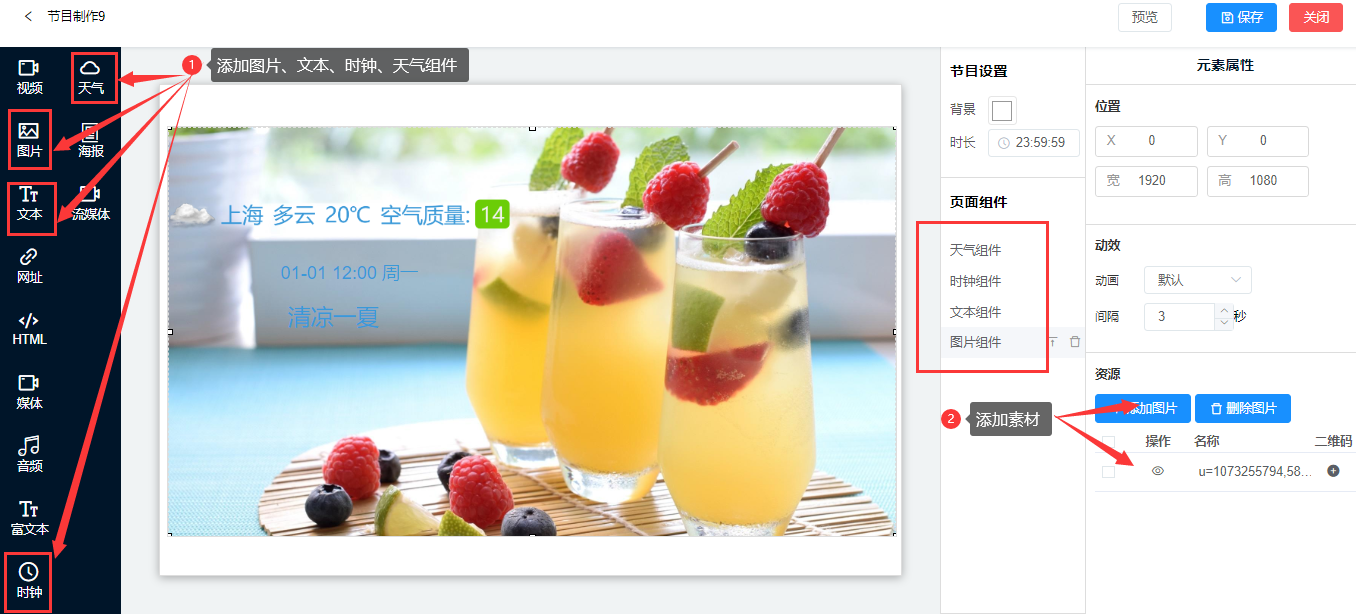 节目制作9
预览
保存
关闭
视频
天气
图片
海报
文本
流媒体
网址
HTML
媒体
音频
富文本
时钟
1
添加图片、文本、时钟、天气组件
上海 多云 20℃ 空气质量: 14
01-01 12:00 周一
清凉一夏
节目设置
背景
时长 23:59:59
页面组件
天气组件
时钟组件
文本组件
图片组件
2
添加素材
元素属性
位置
X 0
Y 0
宽 1920
高 1080
动效
动画 默认
间隔 3 秒
资源
添加图片
删除图片
操作 名称 二维码
u=1073255794,58...